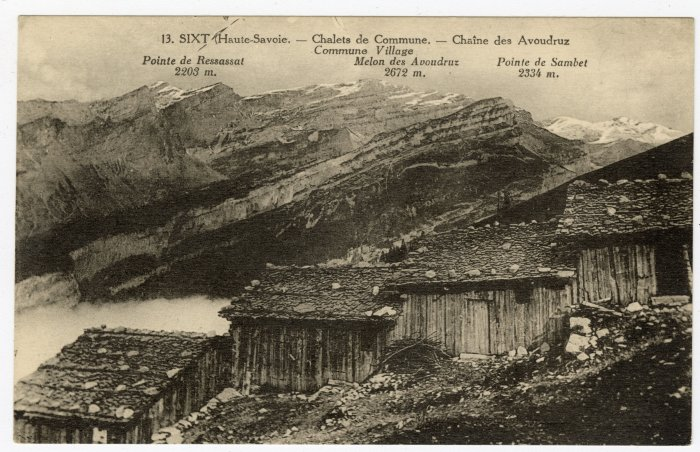 13. SIXT (Haute-Savoie. — Chalets de Commune. — Chaîne des Avoudruz
Commune Village
Pointe de Ressassat Melon des Avoudruz Pointe de Sambet
2203 m. 2672 m. 2334 m.